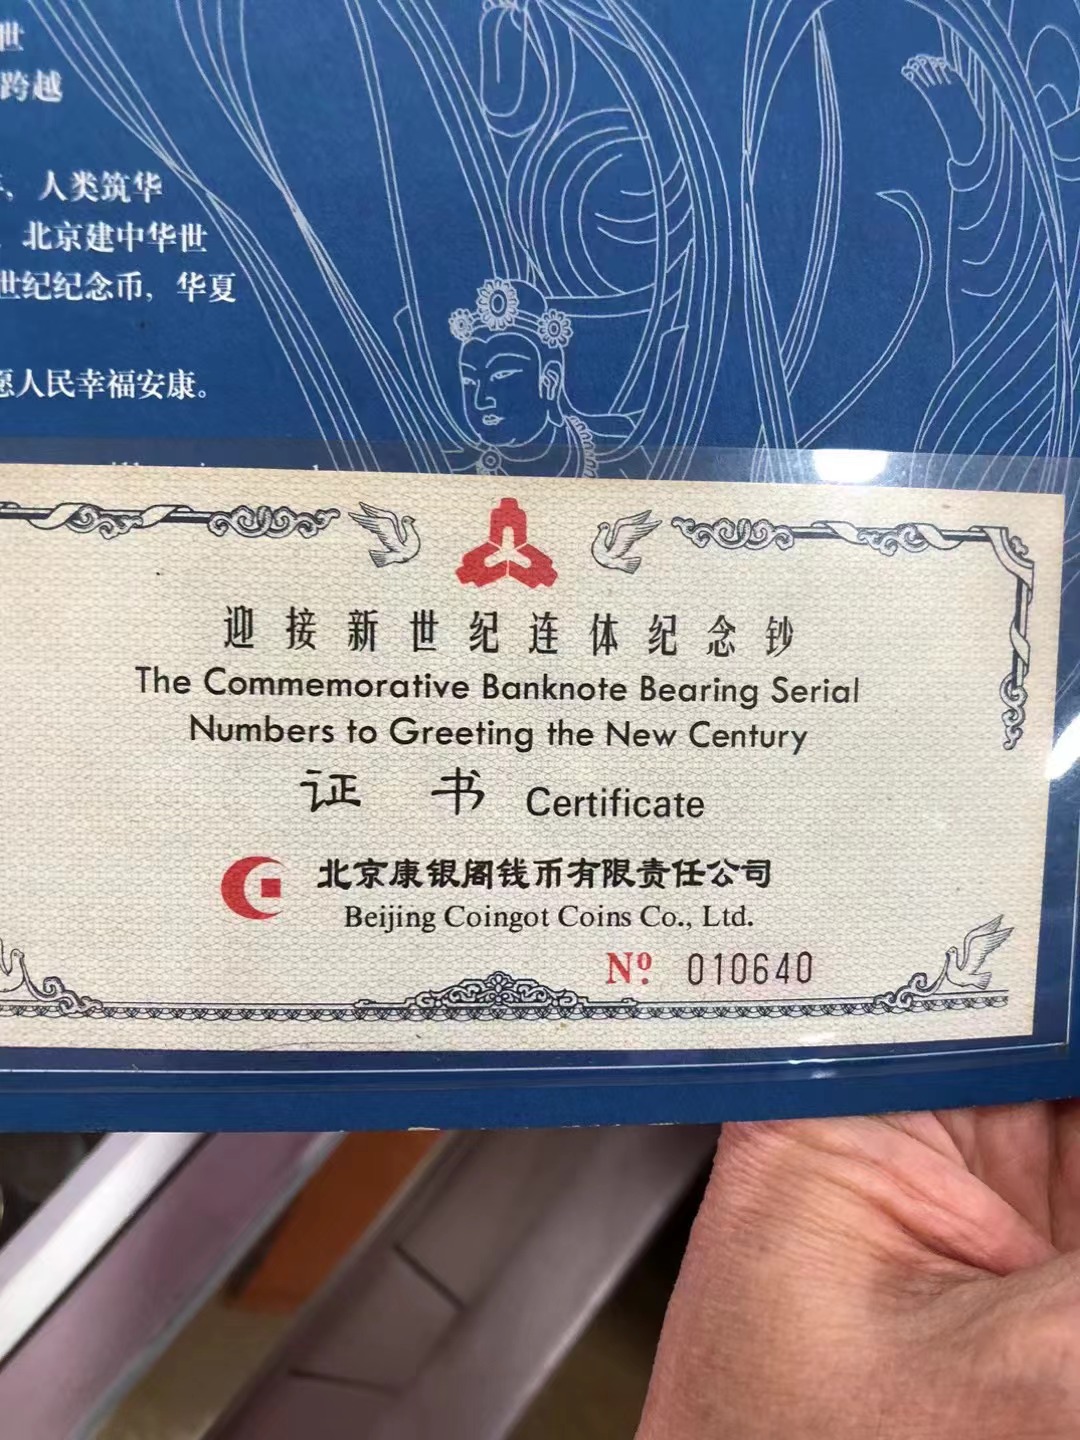 世
跨越
、人类筑华
北京建中华世
世纪纪念币，华夏
愿人民幸福安康。
迎接新世纪连体纪念钞
The Commemorative Banknote Bearing Serial
Numbers to Greeting the New Century
证书 Certificate
北京康银阁钱币有限责任公司
Beijing Coingot Coins Co., Ltd.
Nº 010640